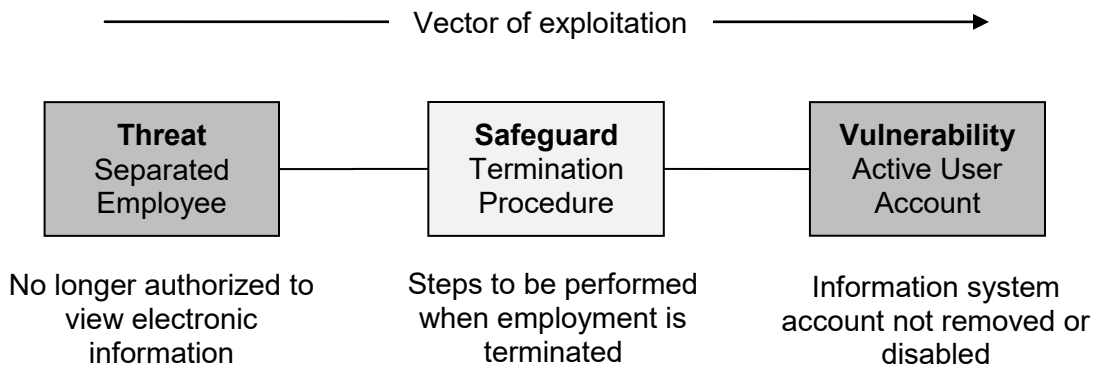 Vector of exploitation
Threat
Separated
Employee
Safeguard
Termination
Procedure
Vulnerability
Active User
Account
No longer authorized to
view electronic
information
Steps to be performed
when employment is
terminated
Information system
account not removed or
disabled